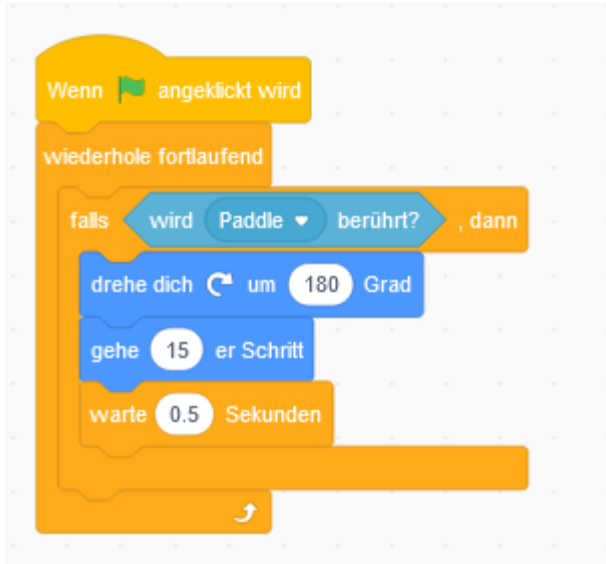 Wenn angeklickt wird
wiederhole fortlaufend
falls wird Paddle berührt? , dann
drehe dich um 180 Grad
gehe 15 er Schritt
warte 0.5 Sekunden